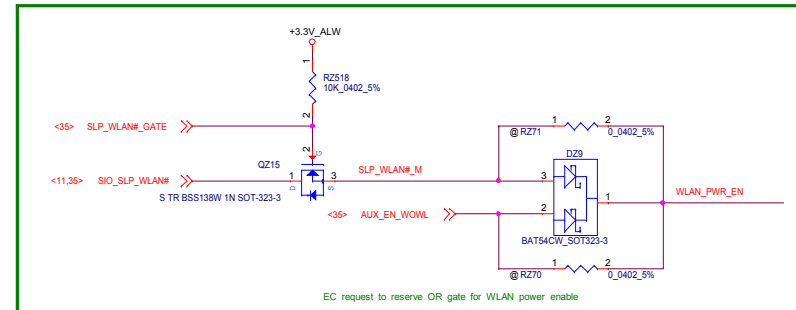 +3.3V_ALW
1
RZ518
10K_0402_5%
2
<35> SLP_WLAN#_GATE
2
G
QZ15
<11,35> SIO_SLP_WLAN#
1
D
3
S
S TR BSS138W 1N SOT-323-3
SLP_WLAN#_M
1
2
@ RZ71
0_0402_5%
DZ9
3
2
1
WLAN_PWR_EN
<35> AUX_EN_WOWL
BAT54CW_SOT323-3
1
2
@ RZ70
0_0402_5%
EC request to reserve OR gate for WLAN power enable